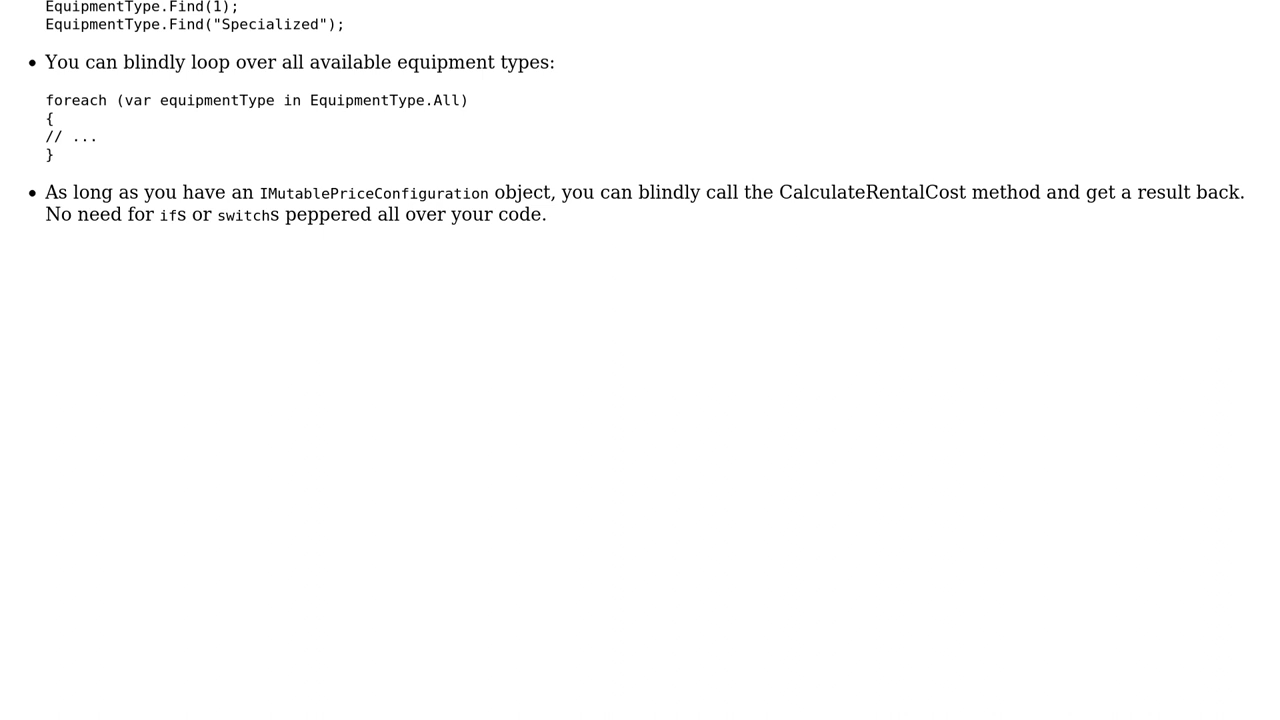 EquipmentType.Find(1);
EquipmentType.Find("Specialized");
• You can blindly loop over all available equipment types:
foreach (var equipmentType in EquipmentType.All)
{
// ...
}
• As long as you have an IMutablePriceConfiguration object, you can blindly call the CalculateRentalCost method and get a result back.
No need for ifs or switchs peppered all over your code.